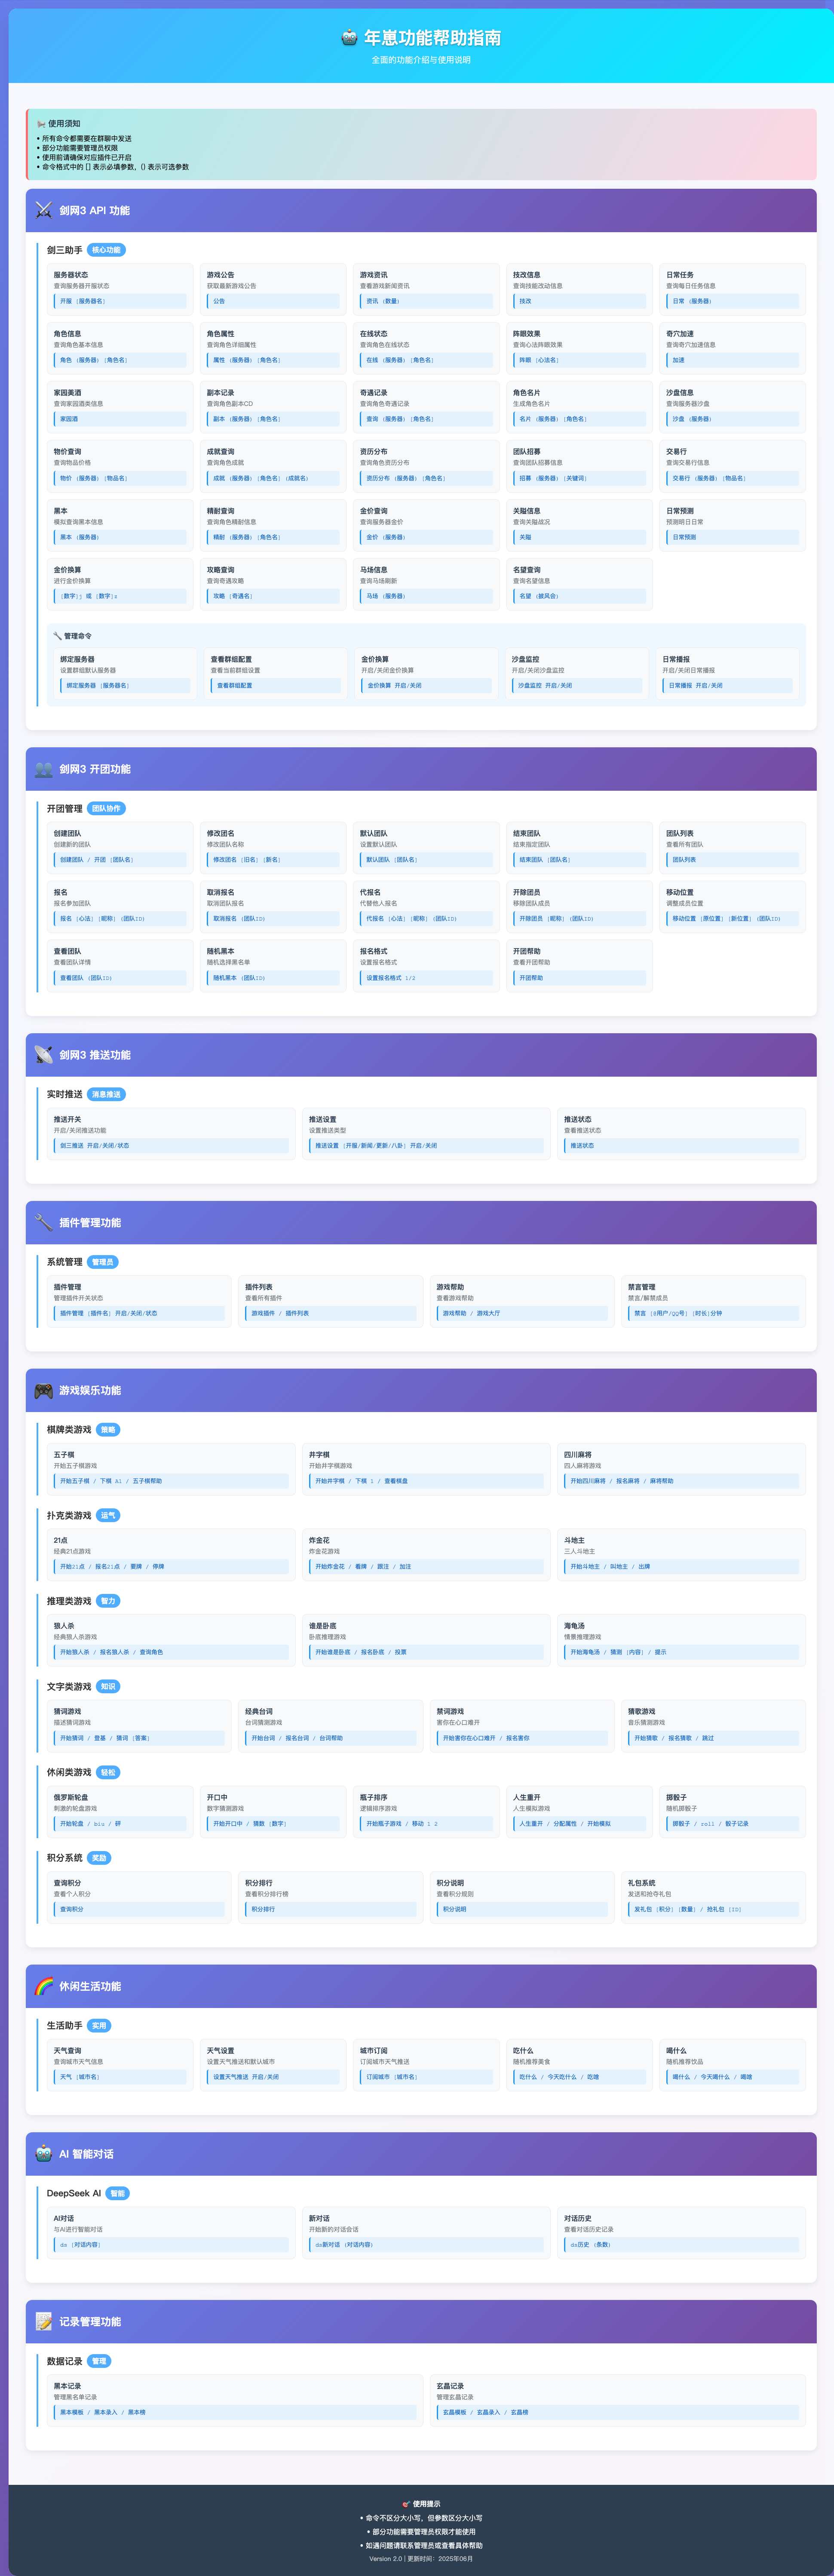 年崽功能帮助指南
全面的功能介绍与使用说明
使用须知
• 所有命令都需要在群聊中发送
• 部分功能需要管理员权限
• 使用前请确保对应插件已开启
• 命令格式中的 [] 表示必填参数，() 表示可选参数
剑网3 API 功能
剑三助手 核心功能
服务器状态 游戏公告 游戏资讯 技改信息 日常任务
查询服务器开服状态 获取最新游戏公告 查看游戏新闻资讯 查询技能改动信息 查询每日任务信息
开服 [服务器名] 公告 资讯 (数量) 技改 日常 (服务器)
角色信息 角色属性 在线状态 阵眼效果 奇穴加速
查询角色基本信息 查询角色详细属性 查询角色在线状态 查询心法阵眼效果 查询奇穴加速信息
角色 (服务器) [角色名] 属性 (服务器) [角色名] 在线 (服务器) [角色名] 阵眼 [心法名] 加速
家园美酒 副本记录 奇遇记录 角色名片 沙盘信息
查询家园酒类信息 查询角色副本CD 查询角色奇遇记录 生成角色名片 查询服务器沙盘
家园酒 副本 (服务器) [角色名] 查询 (服务器) [角色名] 名片 (服务器) [角色名] 沙盘 (服务器)
物价查询 成就查询 资历分布 团队招募 交易行
查询物品价格 查询角色成就 查询角色资历分布 查询团队招募信息 查询交易行信息
物价 (服务器) [物品名] 成就 (服务器) [角色名] (成就名) 资历分布 (服务器) [角色名] 招募 (服务器) [关键词] 交易行 (服务器) [物品名]
黑本 精耐查询 金价查询 关隘信息 日常预测
模拟查询黑本信息 查询角色精耐信息 查询服务器金价 查询关隘战况 预测明日日常
黑本 (服务器) 精耐 (服务器) [角色名] 金价 (服务器) 关隘 日常预测
金价换算 攻略查询 马场信息 名望查询
进行金价换算 查询奇遇攻略 查询马场刷新 查询名望信息
[数字]j 或 [数字]z 攻略 [奇遇名] 马场 (服务器) 名望 (披风会)
管理命令
绑定服务器 查看群组配置 金价换算 沙盘监控 日常播报
设置群组默认服务器 查看当前群组设置 开启/关闭金价换算 开启/关闭沙盘监控 开启/关闭日常播报
绑定服务器 [服务器名] 查看群组配置 金价换算 开启/关闭 沙盘监控 开启/关闭 日常播报 开启/关闭
剑网3 开团功能
开团管理 团队协作
创建团队 修改团名 默认团队 结束团队 团队列表
创建新的团队 修改团队名称 设置默认团队 结束指定团队 查看所有团队
创建团队 / 开团 [团队名] 修改团名 [旧名] [新名] 默认团队 [团队名] 结束团队 [团队名] 团队列表
报名 取消报名 代报名 开除团员 移动位置
报名参加团队 取消团队报名 代替他人报名 移除团队成员 调整成员位置
报名 [心法] [昵称] (团队ID) 取消报名 (团队ID) 代报名 [心法] [昵称] (团队ID) 开除团员 [昵称] (团队ID) 移动位置 [原位置] [新位置] (团队ID)
查看团队 随机黑本 报名格式 开团帮助
查看团队详情 随机选择黑名单 设置报名格式 查看开团帮助
查看团队 (团队ID) 随机黑本 (团队ID) 设置报名格式 1/2 开团帮助
剑网3 推送功能
实时推送 消息推送
推送开关 推送设置 推送状态
开启/关闭推送功能 设置推送类型 查看推送状态
剑三推送 开启/关闭/状态 推送设置 [开服/新闻/更新/八卦] 开启/关闭 推送状态
插件管理功能
系统管理 管理员
插件管理 插件列表 游戏帮助 禁言管理
管理插件开关状态 查看所有插件 查看游戏帮助 禁言/解禁成员
插件管理 [插件名] 开启/关闭/状态 游戏插件 / 插件列表 游戏帮助 / 游戏大厅 禁言 [@用户/QQ号] [时长]分钟
游戏娱乐功能
棋牌类游戏 策略
五子棋 井字棋 四川麻将
开始五子棋游戏 开始井字棋游戏 四人麻将游戏
开始五子棋 / 下棋 A1 / 五子棋帮助 开始井字棋 / 下棋 1 / 查看棋盘 开始四川麻将 / 报名麻将 / 麻将帮助
扑克类游戏 运气
21点 炸金花 斗地主
经典21点游戏 炸金花游戏 三人斗地主
开始21点 / 报名21点 / 要牌 / 停牌 开始炸金花 / 看牌 / 跟注 / 加注 开始斗地主 / 叫地主 / 出牌
推理类游戏 智力
狼人杀 谁是卧底 海龟汤
经典狼人杀游戏 卧底推理游戏 情景推理游戏
开始狼人杀 / 报名狼人杀 / 查询角色 开始谁是卧底 / 报名卧底 / 投票 开始海龟汤 / 猜测 [内容] / 提示
文字类游戏 知识
猜词游戏 经典台词 禁词游戏 猜歌游戏
描述猜词游戏 台词猜测游戏 害你在心口难开 音乐猜测游戏
开始猜词 / 登基 / 猜词 [答案] 开始台词 / 报名台词 / 台词帮助 开始害你在心口难开 / 报名害你 开始猜歌 / 报名猜歌 / 跳过
休闲类游戏 轻松
俄罗斯轮盘 开口中 瓶子排序 人生重开 掷骰子
刺激的轮盘游戏 数字猜测游戏 逻辑排序游戏 人生模拟游戏 随机掷骰子
开始轮盘 / biu / 砰 开始开口中 / 猜数 [数字] 开始瓶子游戏 / 移动 1 2 人生重开 / 分配属性 / 开始模拟 掷骰子 / roll / 骰子记录
积分系统 奖励
查询积分 积分排行 积分说明 礼包系统
查看个人积分 查看积分排行榜 查看积分规则 发送和抢夺礼包
查询积分 积分排行 积分说明 发礼包 [积分] [数量] / 抢礼包 [ID]
休闲生活功能
生活助手 实用
天气查询 天气设置 城市订阅 吃什么 喝什么
查询城市天气信息 设置天气推送和默认城市 订阅城市天气推送 随机推荐美食 随机推荐饮品
天气 [城市名] 设置天气推送 开启/关闭 订阅城市 [城市名] 吃什么 / 今天吃什么 / 吃啥 喝什么 / 今天喝什么 / 喝啥
AI 智能对话
DeepSeek AI 智能
AI对话 新对话 对话历史
与AI进行智能对话 开始新的对话会话 查看对话历史记录
ds [对话内容] ds新对话 (对话内容) ds历史 (条数)
记录管理功能
数据记录 管理
黑本记录 玄晶记录
管理黑名单记录 管理玄晶记录
黑本模板 / 黑本录入 / 黑本榜 玄晶模板 / 玄晶录入 / 玄晶榜
使用提示
• 命令不区分大小写，但参数区分大小写
• 部分功能需要管理员权限才能使用
• 如遇问题请联系管理员或查看具体帮助
Version 2.0 | 更新时间：2025年06月